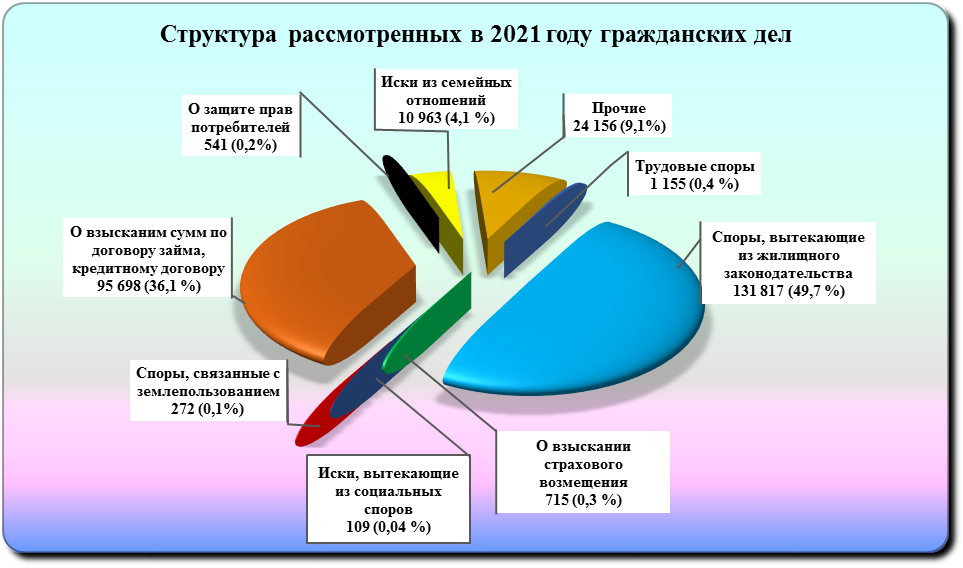 Структура рассмотренных в 2021 году гражданских дел
Иски из семейных
отношений
10 963 (4,1 %)
О защите прав
потребителей
541 (0,2%)
Прочие
24 156 (9,1%)
Трудовые споры
1 155 (0,4 %)
О взысканим сумм по
договору займа,
кредитному договору
95 698 (36,1 %)
Споры, вытекающие
из жилищного
законодательства
131 817 (49,7 %)
Споры, связанные с
землепользованием
272 (0,1%)
Иски, вытекающие
из социальных
споров
109 (0,04 %)
О взыскании
страхового
возмещения
715 (0,3 %)